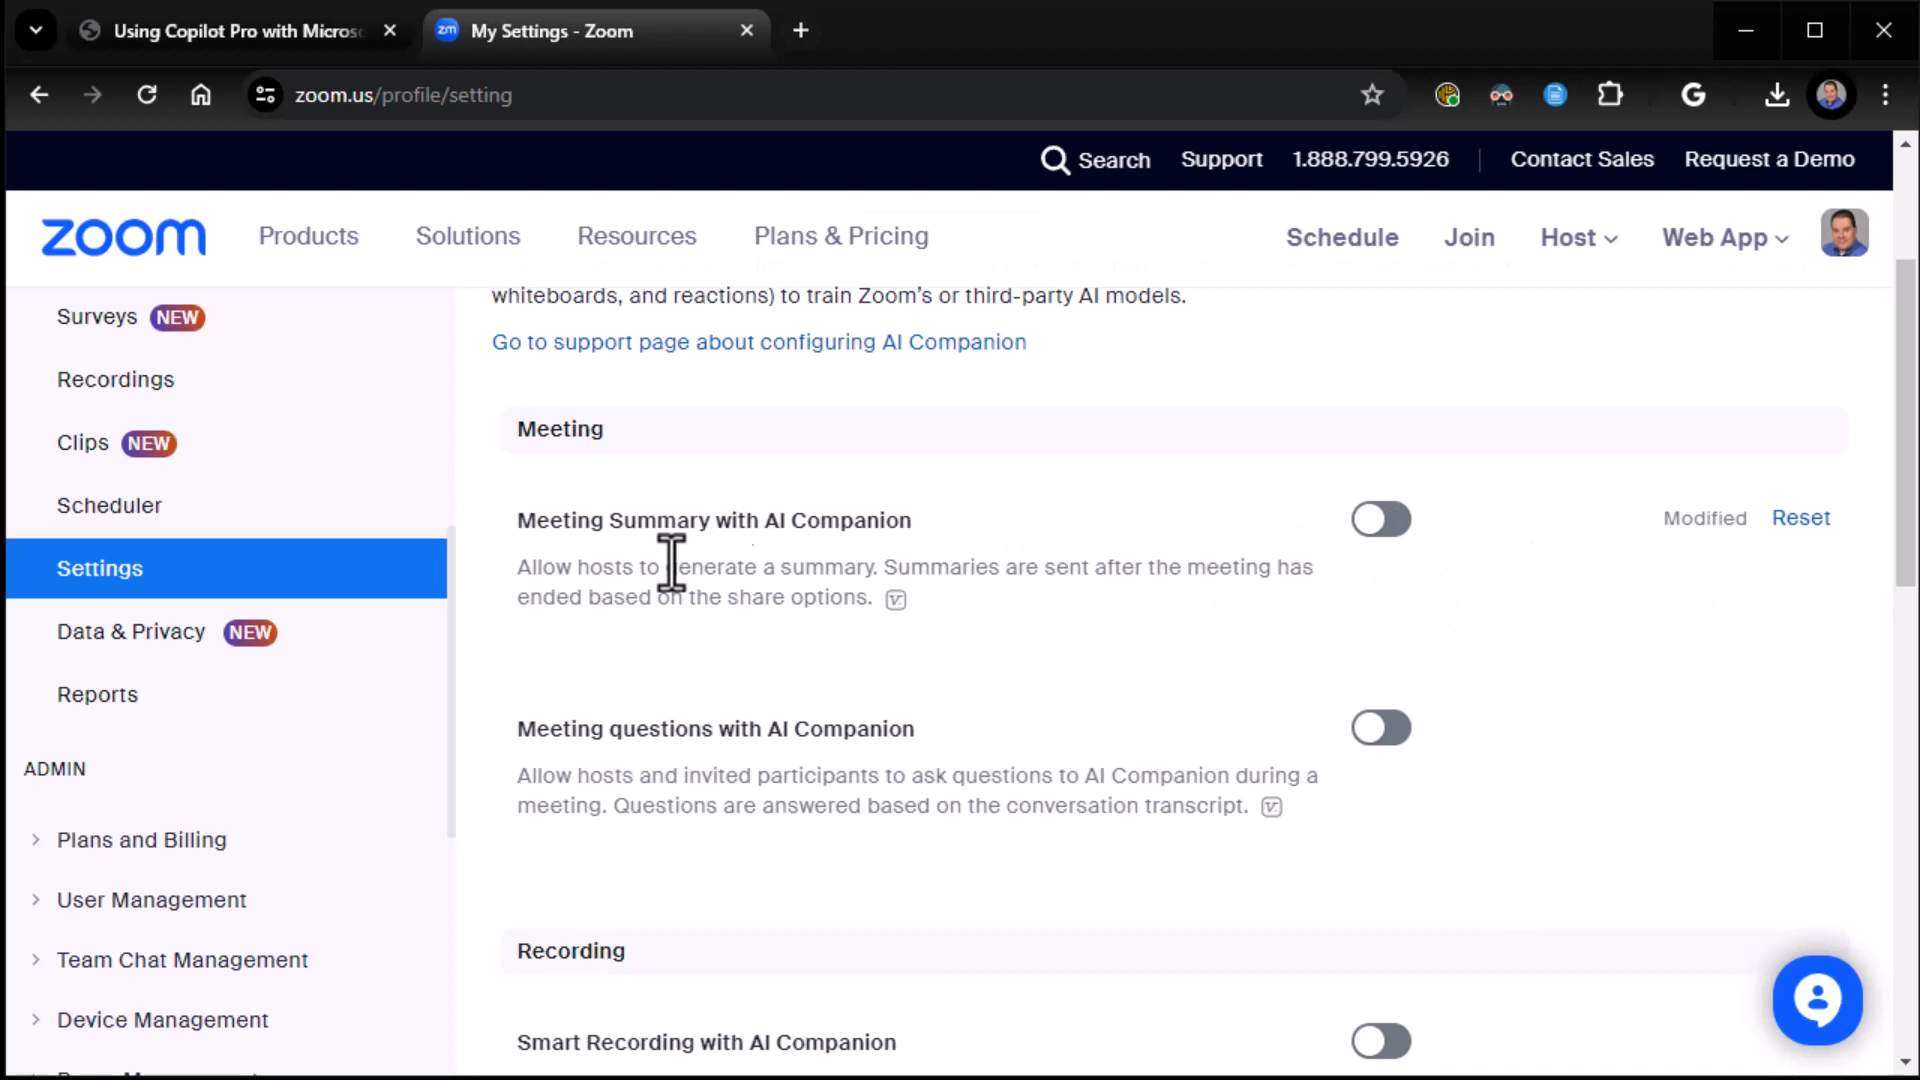 Using Copilot Pro with Micros
zm My Settings - Zoom
zoom.us/profile/setting
Search Support 1.888.799.5926 Contact Sales Request a Demo
zoom Products Solutions Resources Plans & Pricing Schedule Join Host Web App
whiteboards, and reactions) to train Zoom's or third-party AI models.
Go to support page about configuring AI Companion
Surveys NEW
Recordings
Clips NEW
Scheduler
Settings
Data & Privacy NEW
Reports
ADMIN
Plans and Billing
User Management
Team Chat Management
Device Management
Meeting
Meeting Summary with AI Companion
Modified Reset
Allow hosts to generate a summary. Summaries are sent after the meeting has
ended based on the share options.
Meeting questions with AI Companion
Allow hosts and invited participants to ask questions to AI Companion during a
meeting. Questions are answered based on the conversation transcript.
Recording
Smart Recording with AI Companion